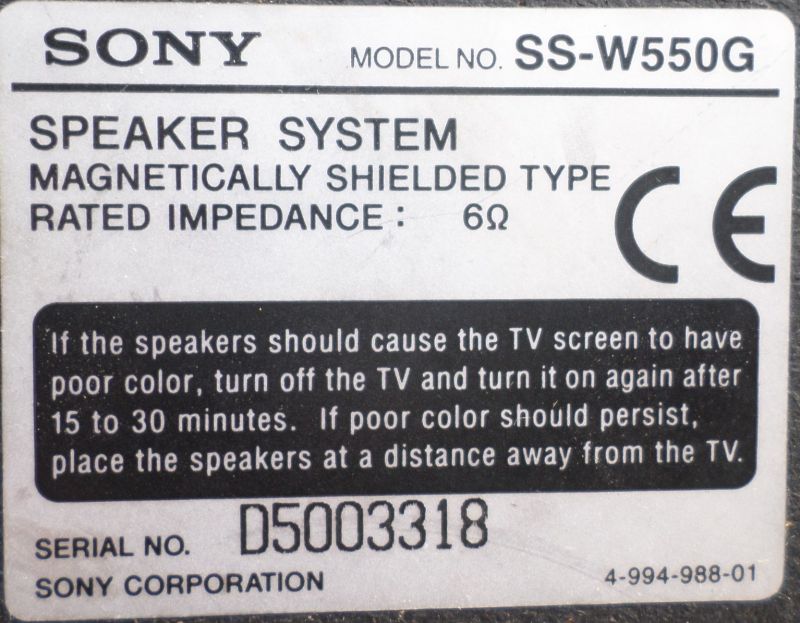 SONY MODEL NO. SS-W550G
SPEAKER SYSTEM
MAGNETICALLY SHIELDED TYPE
RATED IMPEDANCE: 6Ω
CE
If the speakers should cause the TV screen to have
poor color, turn off the TV and turn it on again after
15 to 30 minutes. If poor color should persist,
place the speakers at a distance away from the TV.
SERIAL NO. D5003318
SONY CORPORATION 4-994-988-01